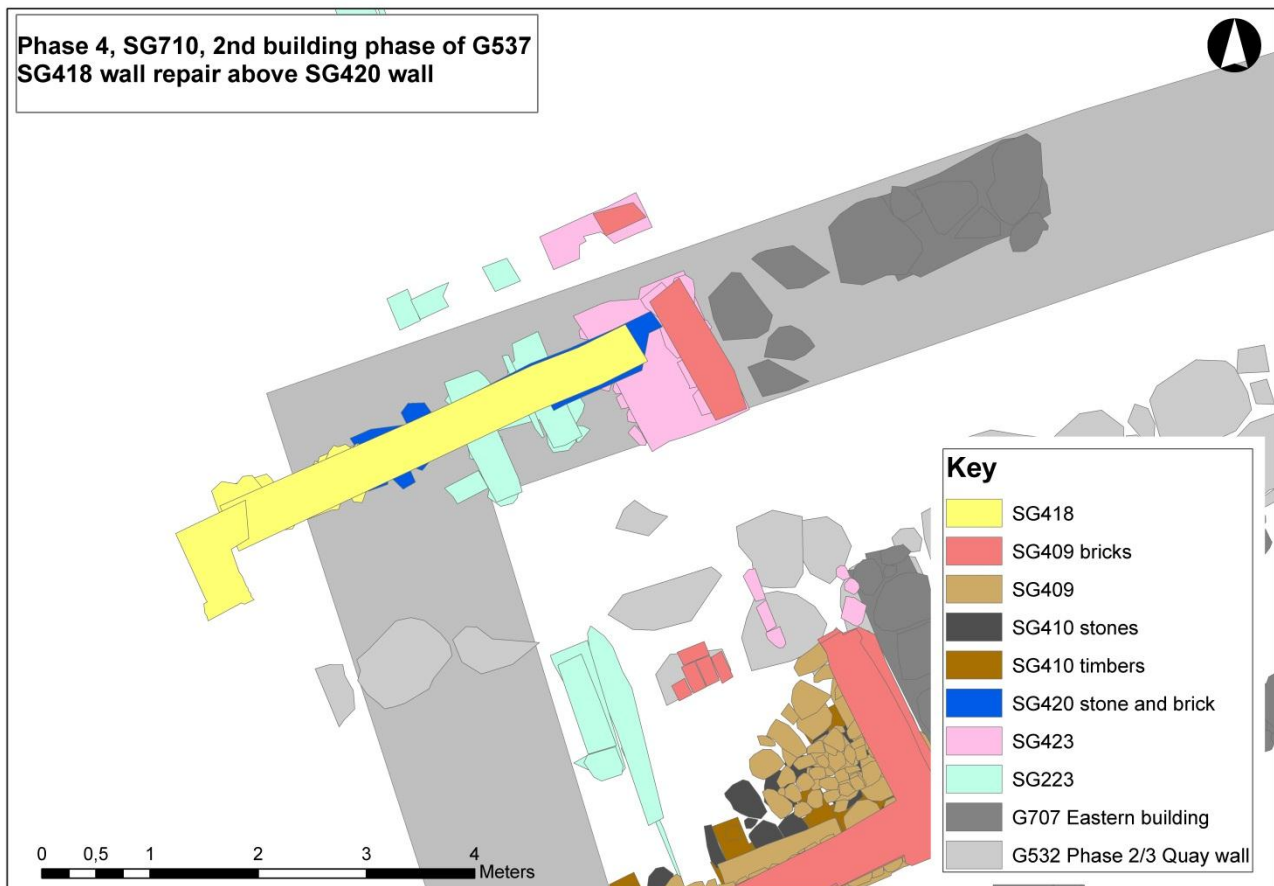 Phase 4, SG710, 2nd building phase of G537
SG418 wall repair above SG420 wall
Key
SG418
SG409 bricks
SG409
SG410 stones
SG410 timbers
SG420 stone and brick
SG423
SG223
G707 Eastern building
G532 Phase 2/3 Quay wall
0 0,5 1 2 3 4
Meters